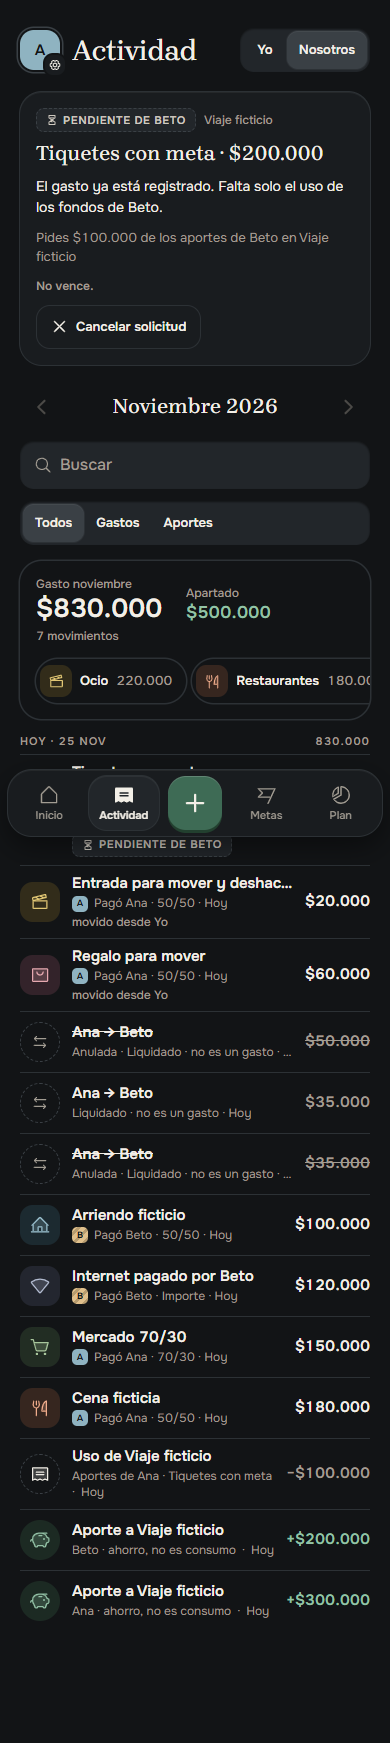 A
Actividad
Yo
Nosotros
PENDIENTE DE BETO
Viaje ficticio
Tiquetes con meta · $200.000
El gasto ya está registrado. Falta solo el uso de
los fondos de Beto.
Pides $100.000 de los aportes de Beto en Viaje
ficticio
No vence.
Cancelar solicitud
Noviembre 2026
Buscar
Todos
Gastos
Aportes
Gasto noviembre
$830.000
7 movimientos
Apartado
$500.000
Ocio 220.000
Restaurantes 180.00
HOY · 25 NOV
830.000
Inicio
Actividad
Metas
Plan
PENDIENTE DE BETO
Entrada para mover y deshac...
A Pagó Ana · 50/50 · Hoy
movido desde Yo
$20.000
Regalo para mover
A Pagó Ana · 50/50 · Hoy
movido desde Yo
$60.000
Ana → Beto
Anulada · Liquidado · no es un gasto · ...
$50.000
Ana → Beto
Liquidado · no es un gasto · Hoy
$35.000
Ana → Beto
Anulada · Liquidado · no es un gasto · ...
$35.000
Arriendo ficticio
B Pagó Beto · 50/50 · Hoy
$100.000
Internet pagado por Beto
B Pagó Beto · Importe · Hoy
$120.000
Mercado 70/30
A Pagó Ana · 70/30 · Hoy
$150.000
Cena ficticia
A Pagó Ana · 50/50 · Hoy
$180.000
Uso de Viaje ficticio
Aportes de Ana · Tiquetes con meta
· Hoy
−$100.000
Aporte a Viaje ficticio
Beto · ahorro, no es consumo · Hoy
+$200.000
Aporte a Viaje ficticio
Ana · ahorro, no es consumo · Hoy
+$300.000